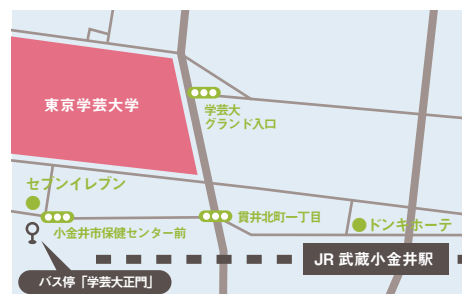 東京学芸大学
学芸大
グランド入口
セブンイレブン
小金井市保健センター前
貫井北町一丁目
ドンキホーテ
JR 武蔵小金井駅
バス停「学芸大正門」